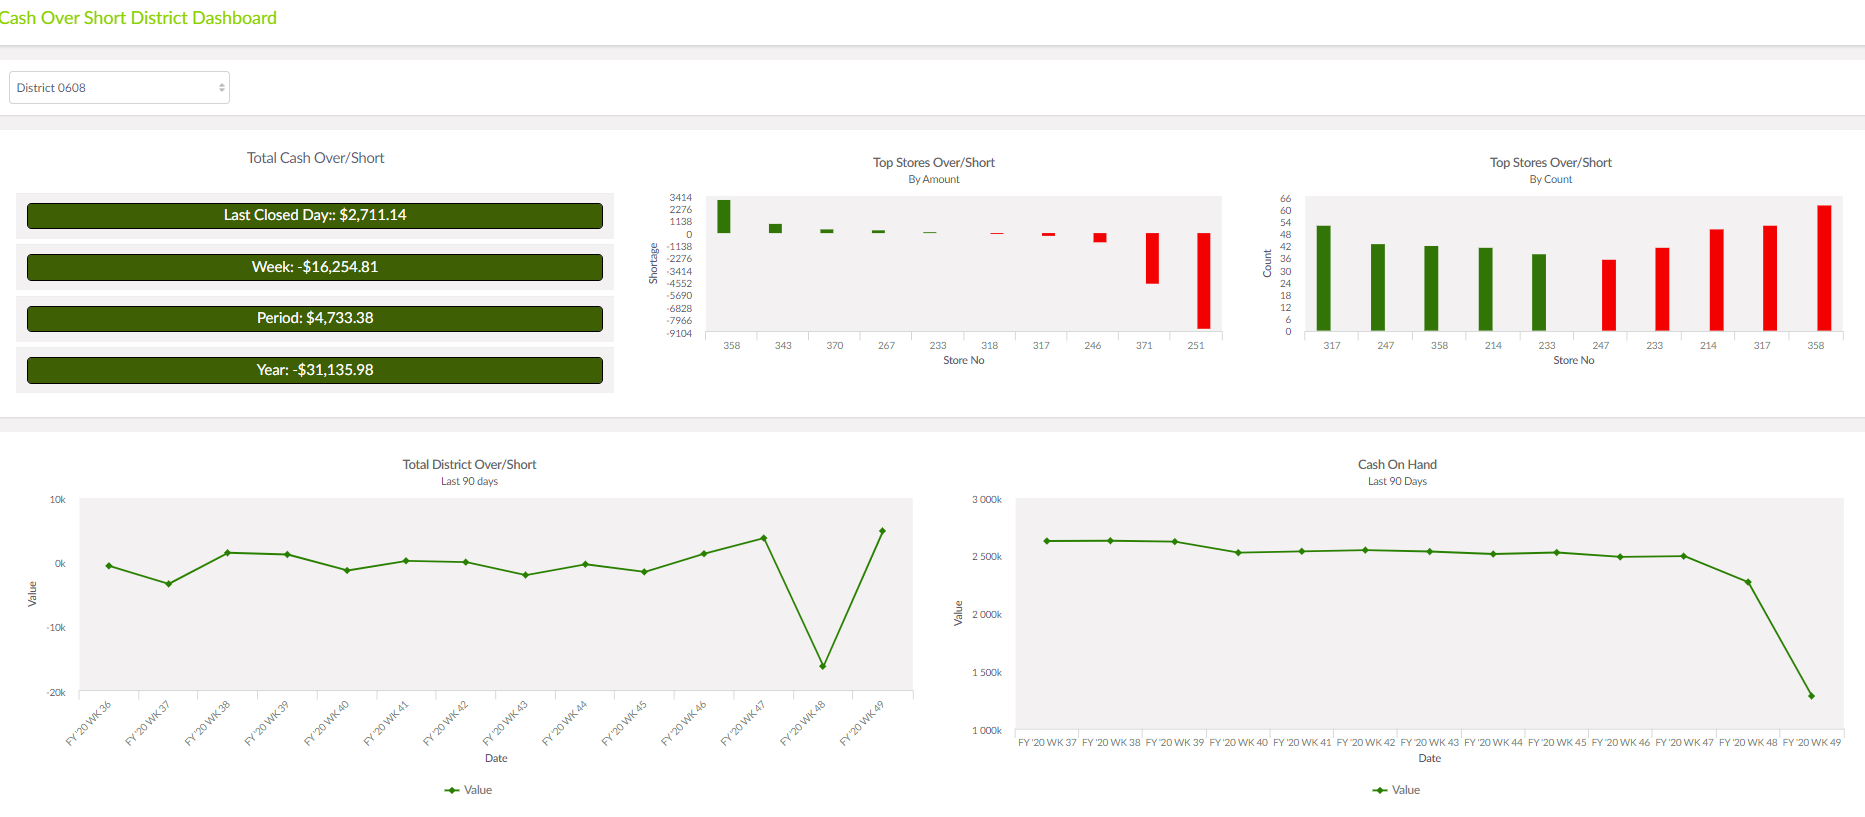 Cash Over Short District Dashboard
District 0608
Total Cash Over/Short
Last Closed Day:: $2,711.14
Week: -$16,254.81
Period: $4,733.38
Year: -$31,135.98
Top Stores Over/Short
By Amount
Shortage
3414
2276
1138
0
-1138
-2276
-3414
-4552
-5690
-6828
-7966
-9104
358 343 370 267 233 318 317 246 371 251
Store No
Top Stores Over/Short
By Count
Count
66
60
54
48
42
36
30
24
18
12
6
0
317 247 358 214 233 247 233 214 317 358
Store No
Total District Over/Short
Last 90 days
Value
10k
0k
-10k
-20k
FY '20 WK 36
FY '20 WK 37
FY '20 WK 38
FY '20 WK 39
FY '20 WK 40
FY '20 WK 41
FY '20 WK 42
FY '20 WK 43
FY '20 WK 44
FY '20 WK 45
FY '20 WK 46
FY '20 WK 47
FY '20 WK 48
FY '20 WK 49
Date
Value
Cash On Hand
Last 90 Days
Value
3 000k
2 500k
2 000k
1 500k
1 000k
FY '20 WK 37 FY '20 WK 38 FY '20 WK 39 FY '20 WK 40 FY '20 WK 41 FY '20 WK 42 FY '20 WK 43 FY '20 WK 44 FY '20 WK 45 FY '20 WK 46 FY '20 WK 47 FY '20 WK 48 FY '20 WK 49
Date
Value